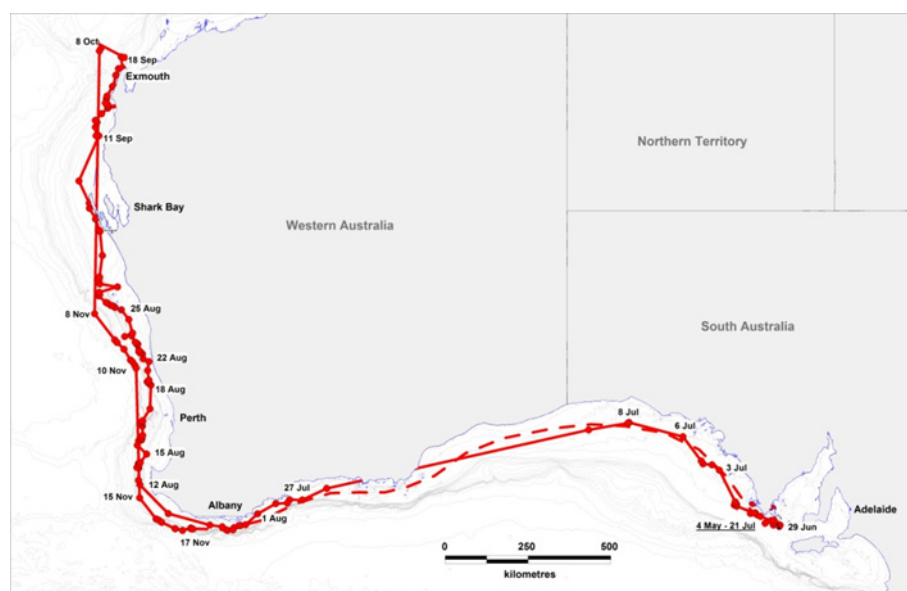 8 Oct
18 Sep
Exmouth
11 Sep
Northern Territory
Shark Bay
Western Australia
25 Aug
8 Nov
South Australia
22 Aug
10 Nov
18 Aug
8 Jul
Perth
6 Jul
15 Aug
3 Jul
12 Aug
27 Jul
15 Nov
Albany
1 Aug
Adelaide
4 May - 21 Jul
29 Jun
17 Nov
0 250 500
kilometres